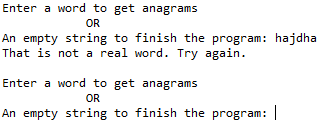 Enter a word to get anagrams
OR
An empty string to finish the program: hajdha
That is not a real word. Try again.
Enter a word to get anagrams
OR
An empty string to finish the program: